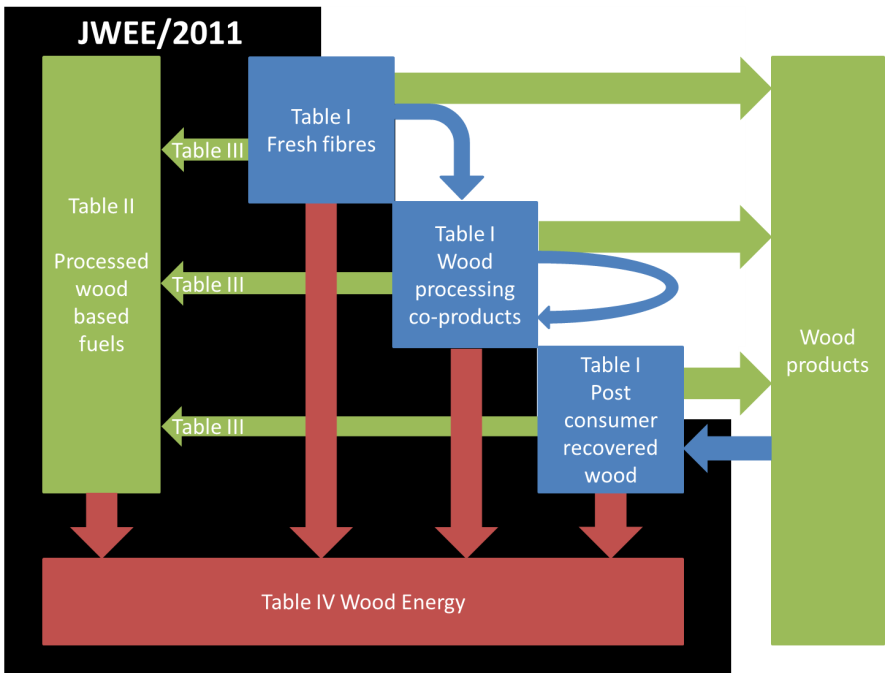 JWEE/2011
Table I
Fresh fibres
Table III
Table II
Processed
wood
based
fuels
Table I
Wood
processing
co-products
Table III
Table I
Post
consumer
recovered
wood
Table III
Wood
products
Table IV Wood Energy